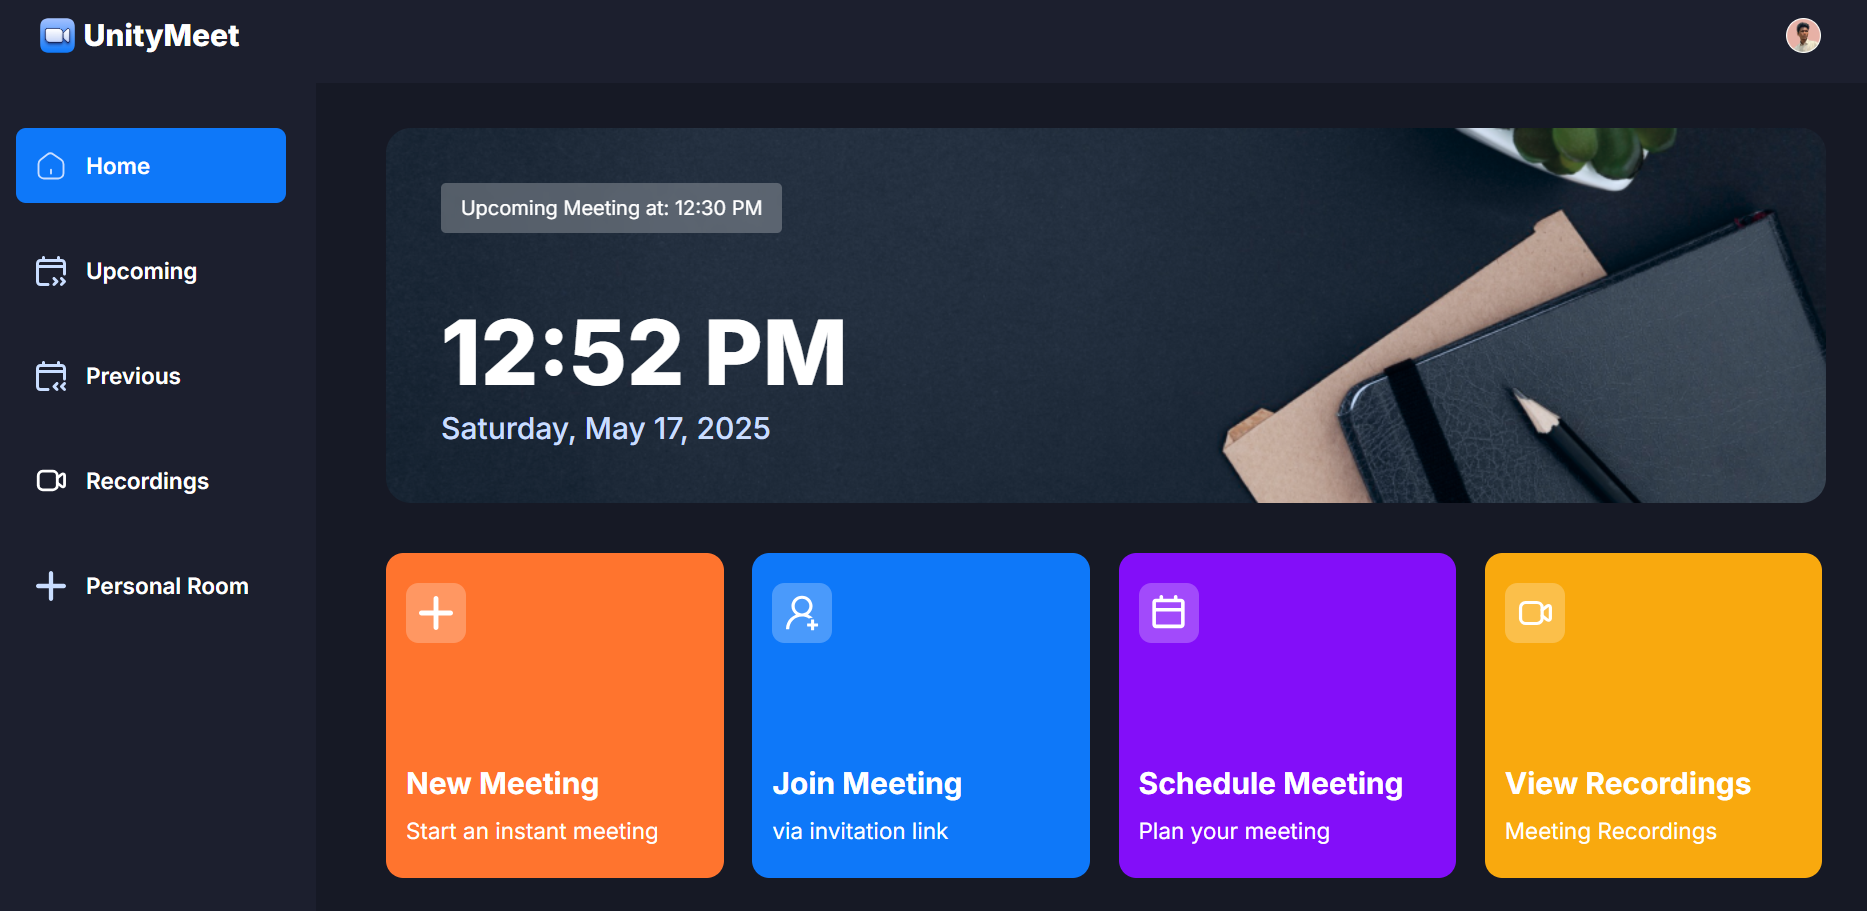 UnityMeet
Home
Upcoming
Previous
Recordings
Personal Room
Upcoming Meeting at: 12:30 PM
12:52 PM
Saturday, May 17, 2025
New Meeting
Start an instant meeting
Join Meeting
via invitation link
Schedule Meeting
Plan your meeting
View Recordings
Meeting Recordings